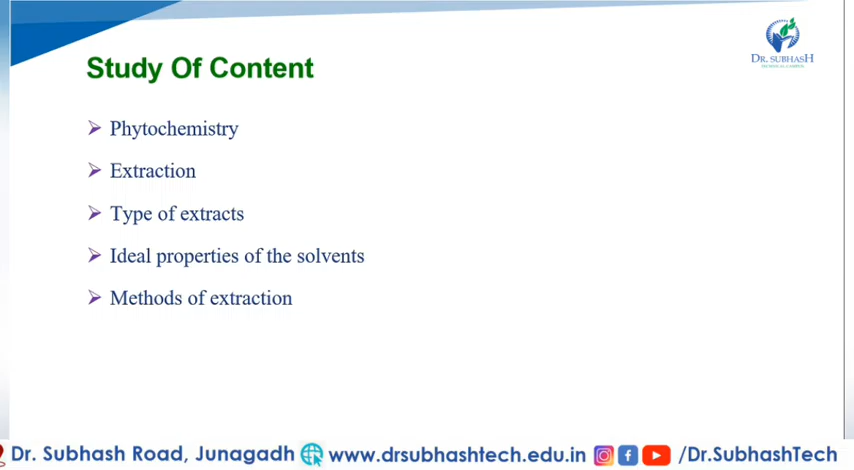 DR. SUBHASH
Study Of Content
Phytochemistry
Extraction
Type of extracts
Ideal properties of the solvents
Methods of extraction
Dr. Subhash Road, Junagadh www.drsubhashtech.edu.in /Dr.SubhashTech